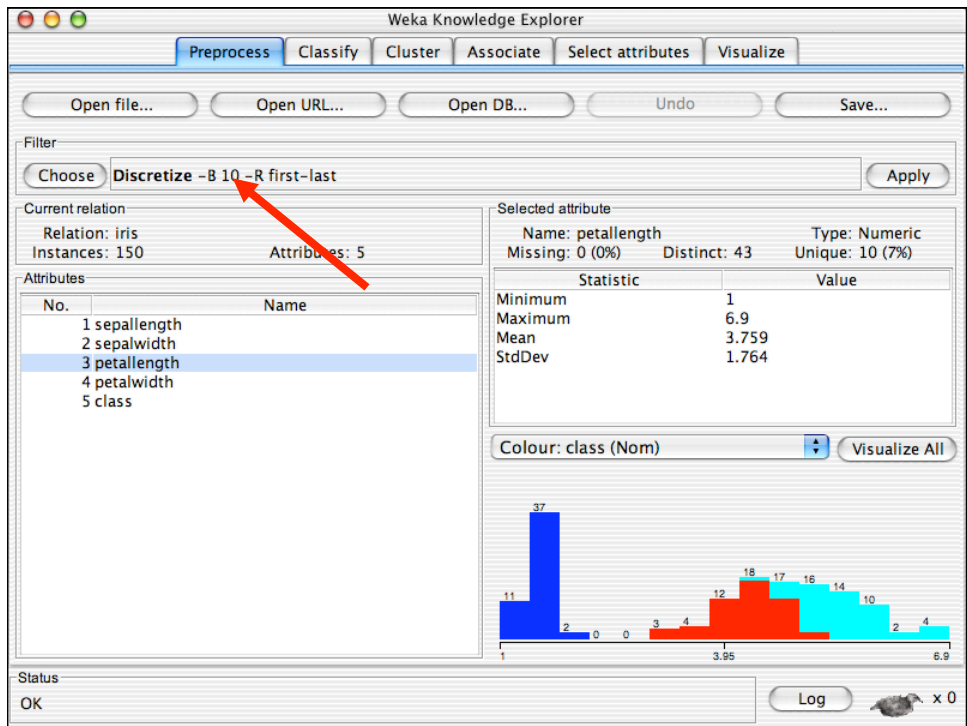 Weka Knowledge Explorer
Preprocess Classify Cluster Associate Select attributes Visualize
Open file... Open URL... Open DB... Undo Save...
Filter
Choose Discretize -B 10 -R first-last Apply
Current relation
Relation: iris
Instances: 150 Attributes: 5
Selected attribute
Name: petallength Type: Numeric
Missing: 0 (0%) Distinct: 43 Unique: 10 (7%)
Attributes
No. Name
1 sepallength
2 sepalwidth
3 petallength
4 petalwidth
5 class
Statistic Value
Minimum 1
Maximum 6.9
Mean 3.759
StdDev 1.764
Colour: class (Nom) Visualize All
11 37 2 0 0 3 4 12 18 17 16 14 10 2 4
1 3.95 6.9
Status
OK
Log x 0